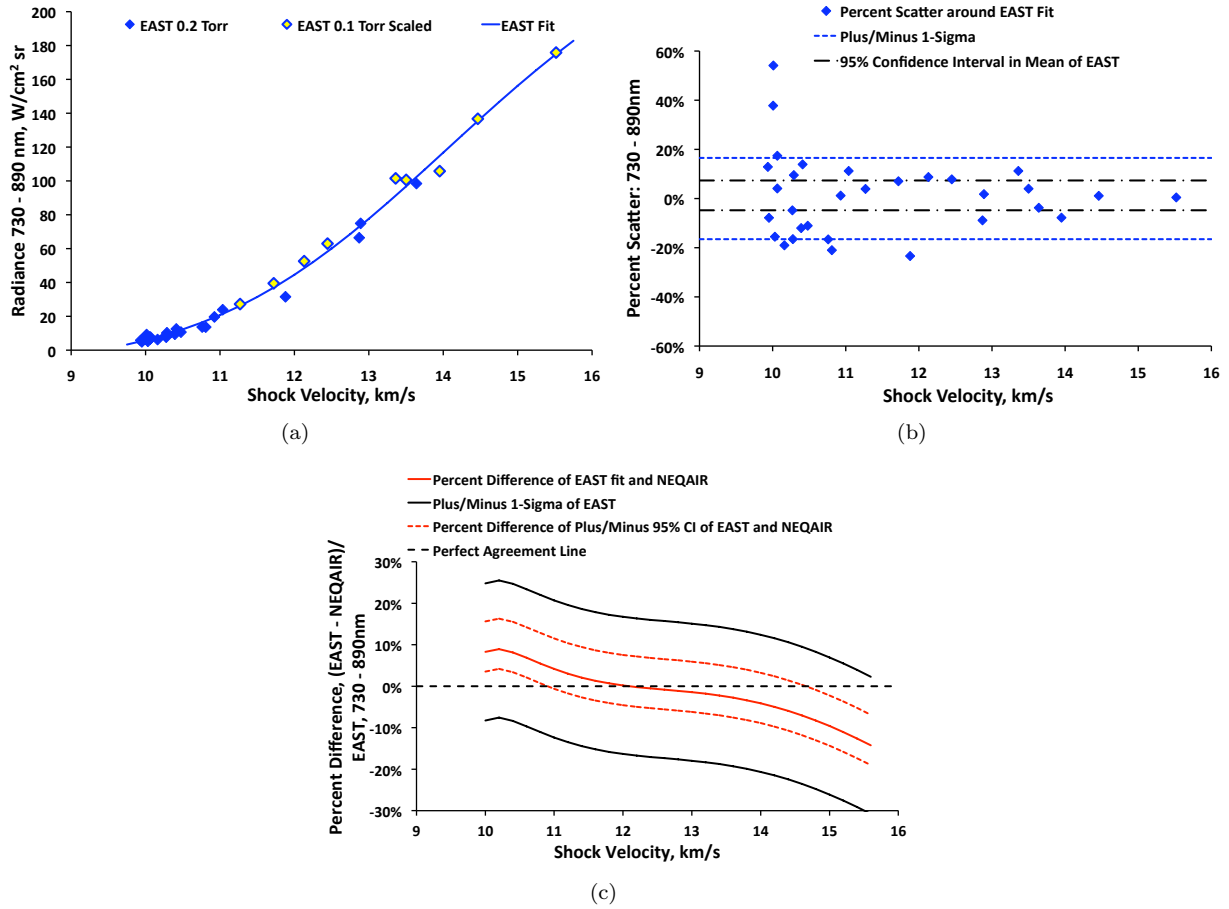 EAST 0.2 Torr
EAST 0.1 Torr Scaled
EAST Fit
Radiance 730 - 890 nm, W/cm² sr
200
180
160
140
120
100
80
60
40
20
0
9 10 11 12 13 14 15 16
Shock Velocity, km/s
(a)
Percent Scatter around EAST Fit
Plus/Minus 1-Sigma
95% Confidence Interval in Mean of EAST
Percent Scatter: 730 - 890nm
60%
40%
20%
0%
-20%
-40%
-60%
9 10 11 12 13 14 15 16
Shock Velocity, km/s
(b)
Percent Difference of EAST fit and NEQAIR
Plus/Minus 1-Sigma of EAST
Percent Difference of Plus/Minus 95% CI of EAST and NEQAIR
Perfect Agreement Line
Percent Difference, (EAST - NEQAIR)/
EAST, 730 - 890nm
30%
20%
10%
0%
-10%
-20%
-30%
9 10 11 12 13 14 15 16
Shock Velocity, km/s
(c)